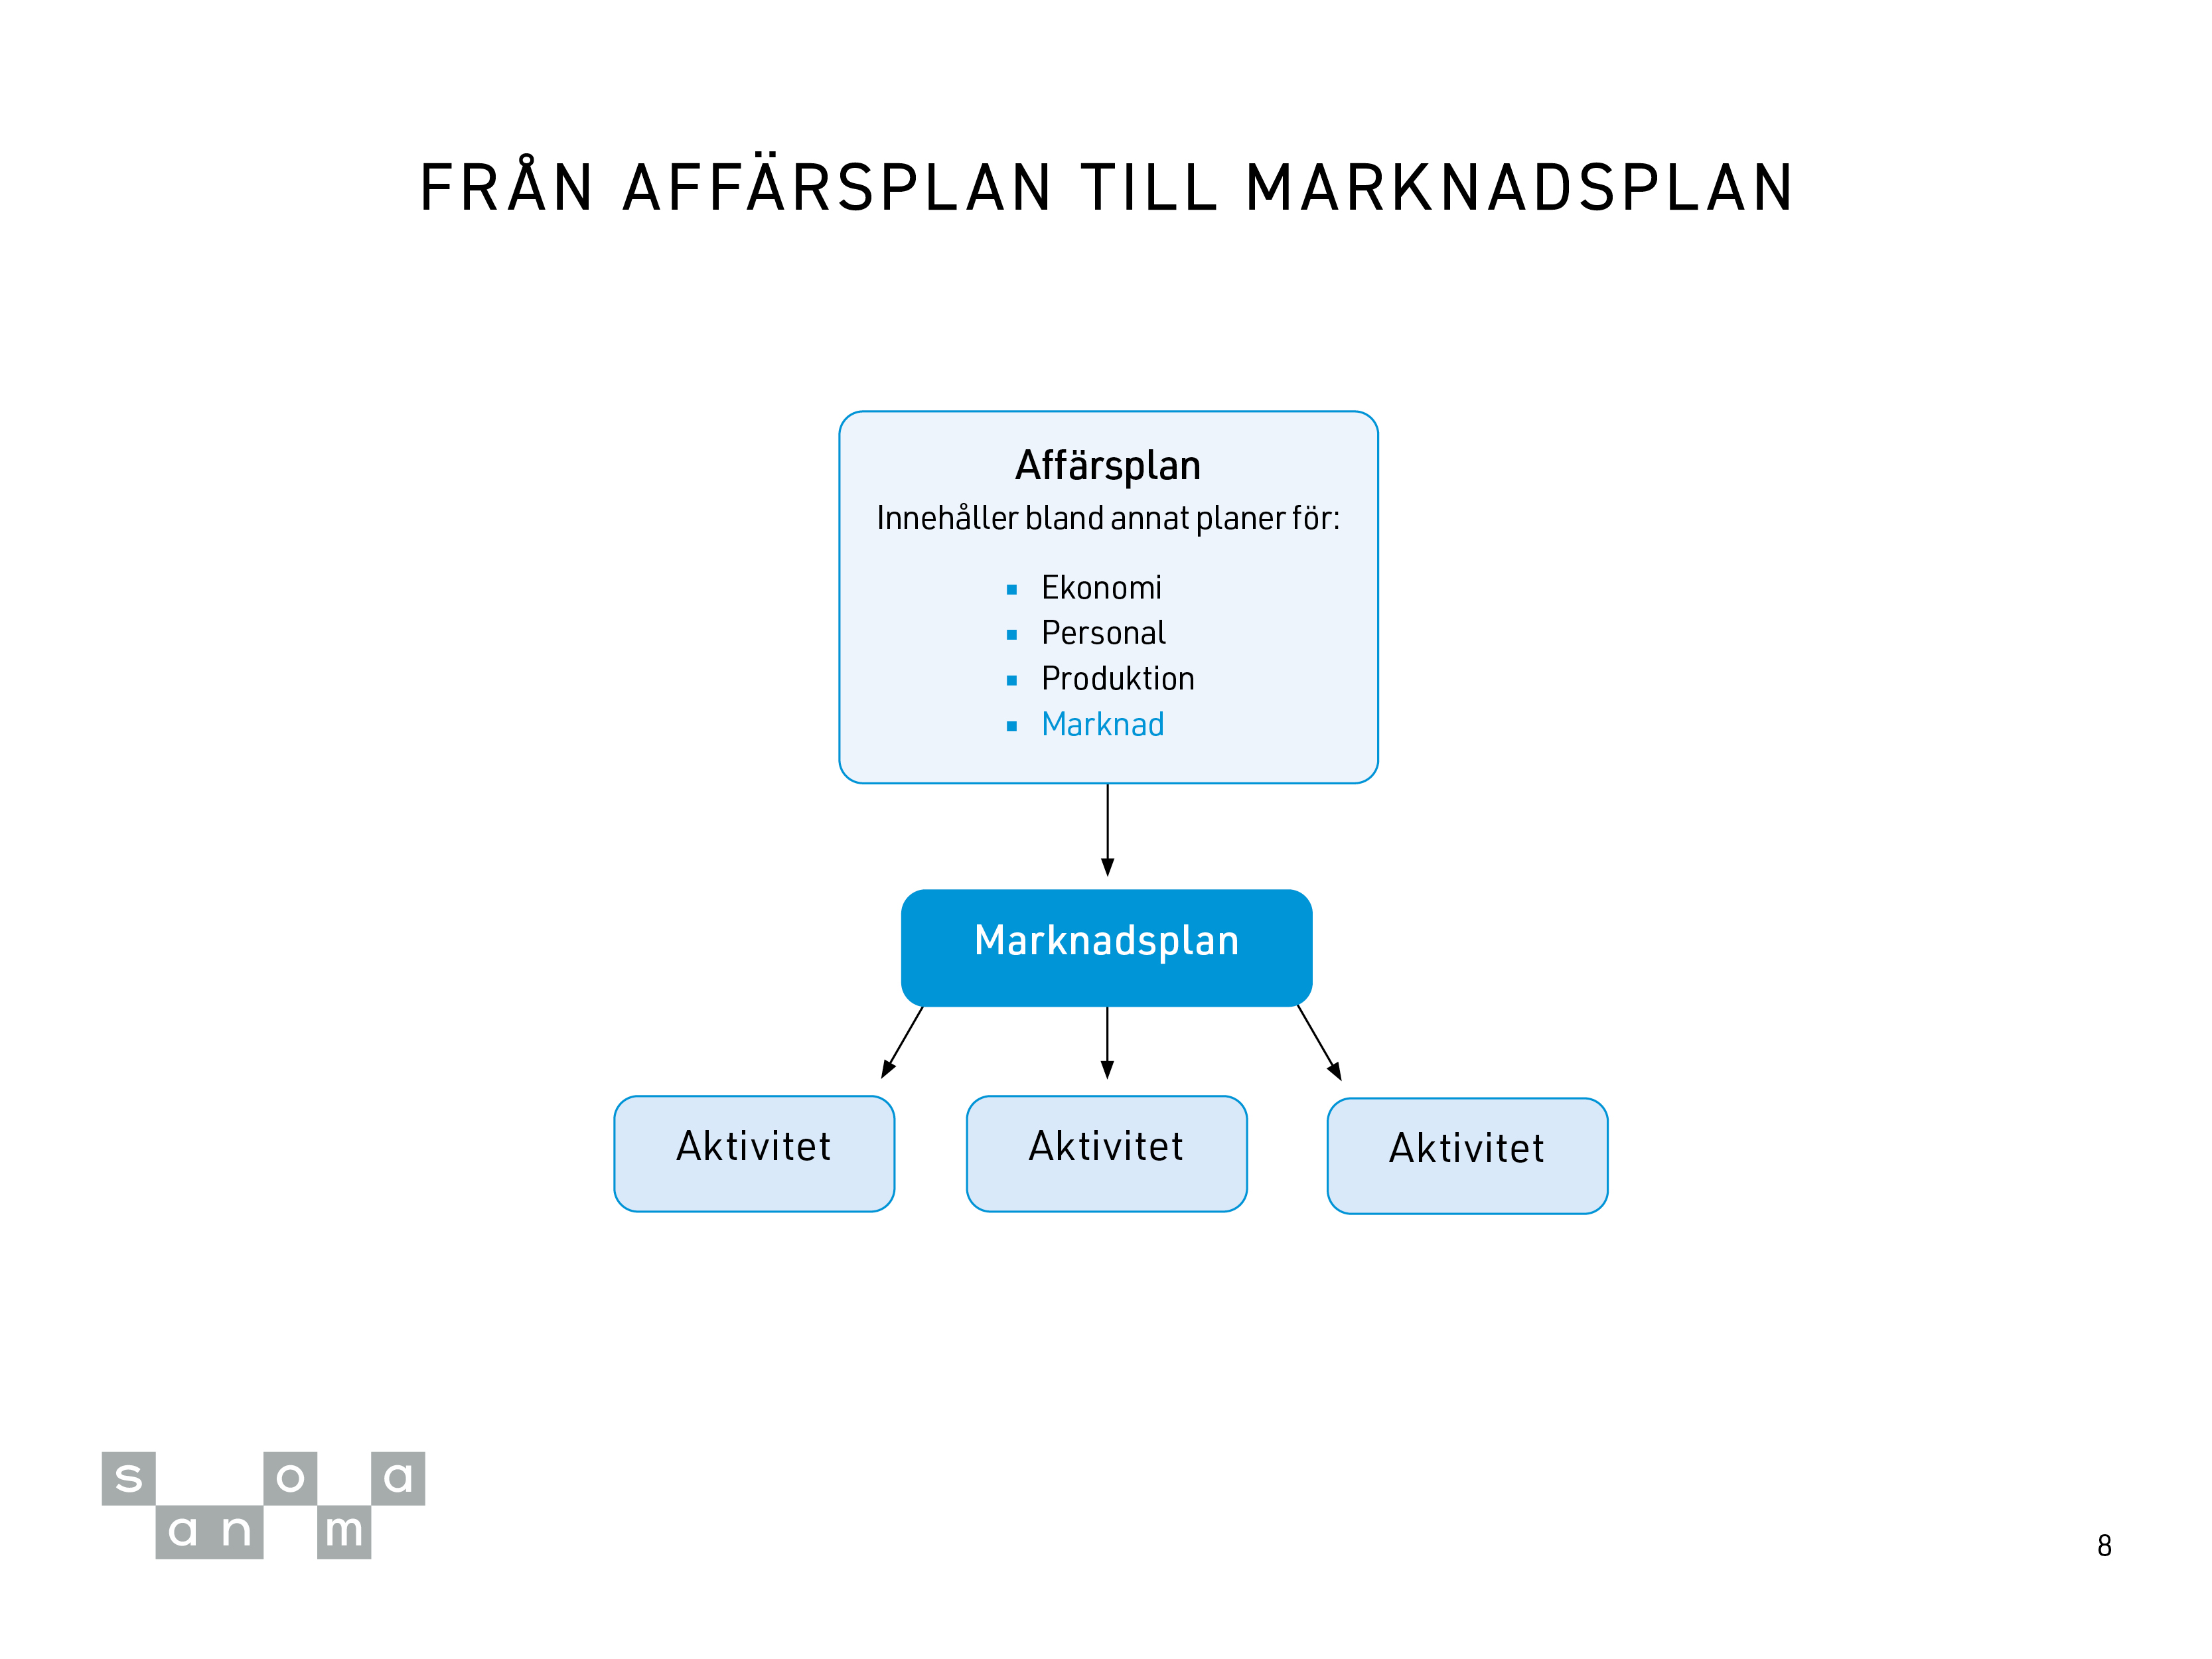 FRÅN AFFÄRSPLAN TILL MARKNADSPLAN
Affärsplan
Innehåller bland annat planer för:
Ekonomi
Personal
Produktion
Marknad
Marknadsplan
Aktivitet Aktivitet Aktivitet
sanoma
8